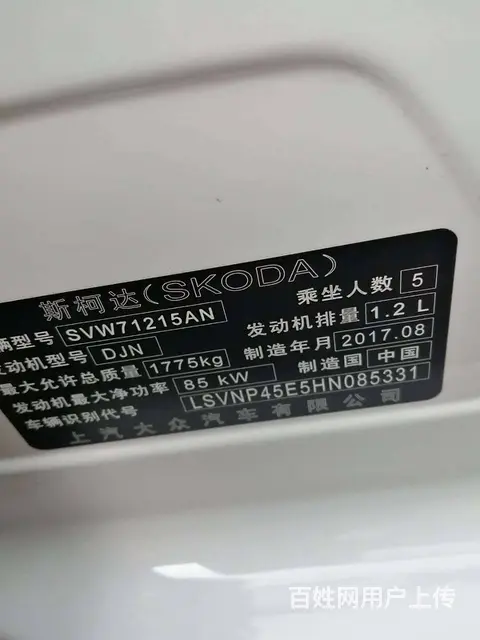 斯柯达(SKODA)
辆型号 SVW71215AN 乘坐人数 5
动机型号 DJN 发动机排量 1.2 L
最大允许总质量 1775kg 制造年月 2017.08
发动机最大净功率 85 kW 制造国 中国
车辆识别代号 LSVNP45E5HN085331
上汽大众汽车有限公司
百姓网用户上传